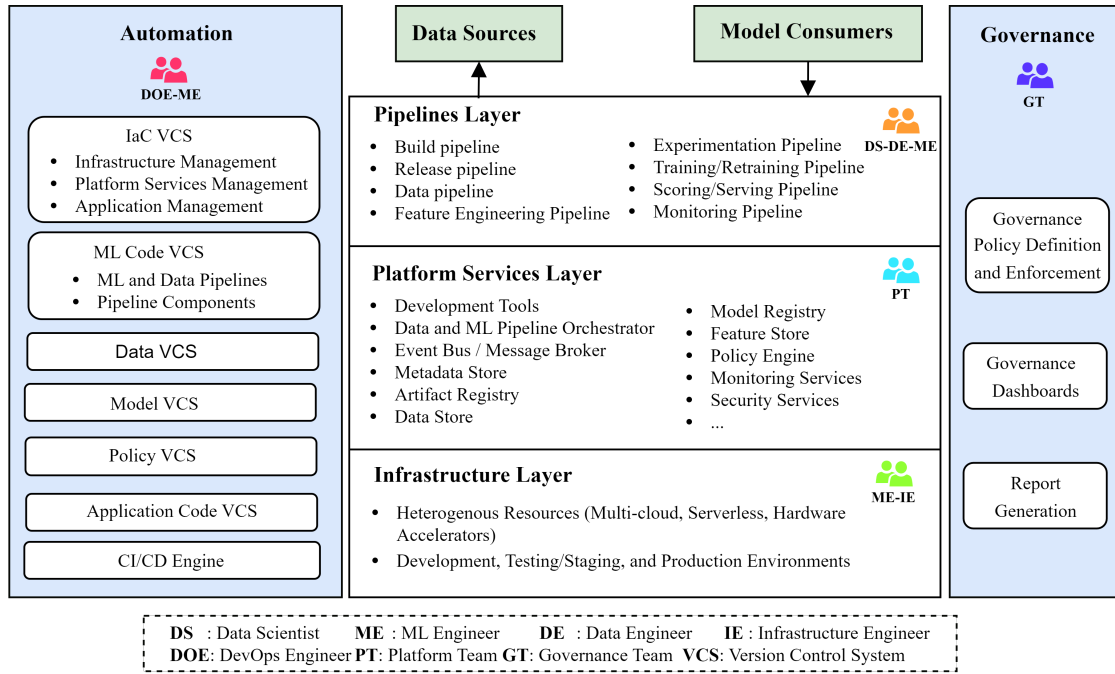 Automation
DOE-ME
IaC VCS
• Infrastructure Management
• Platform Services Management
• Application Management
ML Code VCS
• ML and Data Pipelines
• Pipeline Components
Data VCS
Model VCS
Policy VCS
Application Code VCS
CI/CD Engine
Data Sources
Model Consumers
Pipelines Layer
DS-DE-ME
• Build pipeline
• Release pipeline
• Data pipeline
• Feature Engineering Pipeline
• Experimentation Pipeline
• Training/Retraining Pipeline
• Scoring/Serving Pipeline
• Monitoring Pipeline
Platform Services Layer
PT
• Development Tools
• Data and ML Pipeline Orchestrator
• Event Bus / Message Broker
• Metadata Store
• Artifact Registry
• Data Store
• Model Registry
• Feature Store
• Policy Engine
• Monitoring Services
• Security Services
• ...
Infrastructure Layer
ME-IE
• Heterogenous Resources (Multi-cloud, Serverless, Hardware
Accelerators)
• Development, Testing/Staging, and Production Environments
Governance
GT
Governance
Policy Definition
and Enforcement
Governance
Dashboards
Report
Generation
DS : Data Scientist ME : ML Engineer DE : Data Engineer IE : Infrastructure Engineer
DOE: DevOps Engineer PT: Platform Team GT: Governance Team VCS: Version Control System